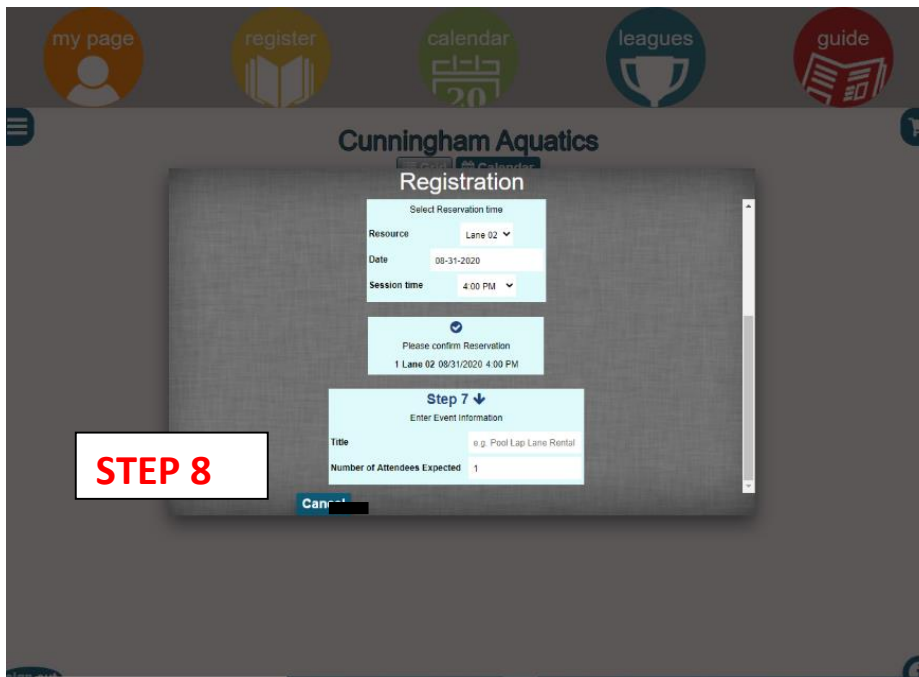 my page
register
calendar
leagues
guide
20
Cunningham Aquatics
Calendar
Registration
Select Reservation time
Resource Lane 02
Date 08-31-2020
Session time 4:00 PM
Please confirm Reservation
1 Lane 02 08/31/2020 4:00 PM
Step 7
Enter Event Information
Title e.g. Pool Lap Lane Rental
Number of Attendees Expected 1
STEP 8
Cancel